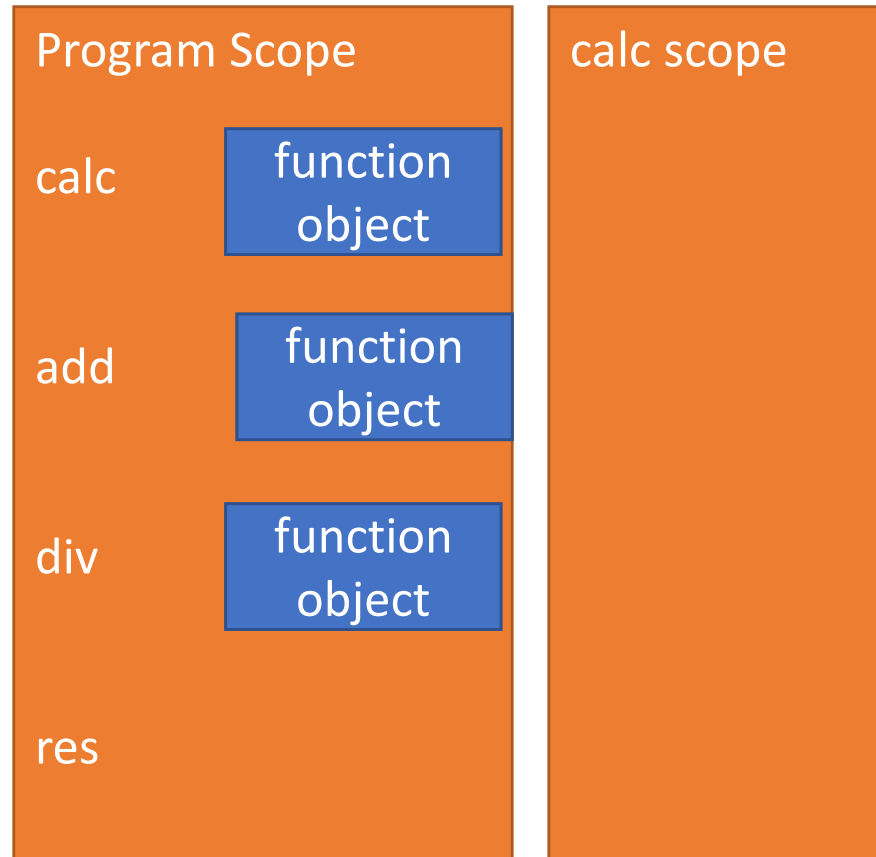 Program Scope
calc
function
object
add
function
object
div
function
object
res
calc scope